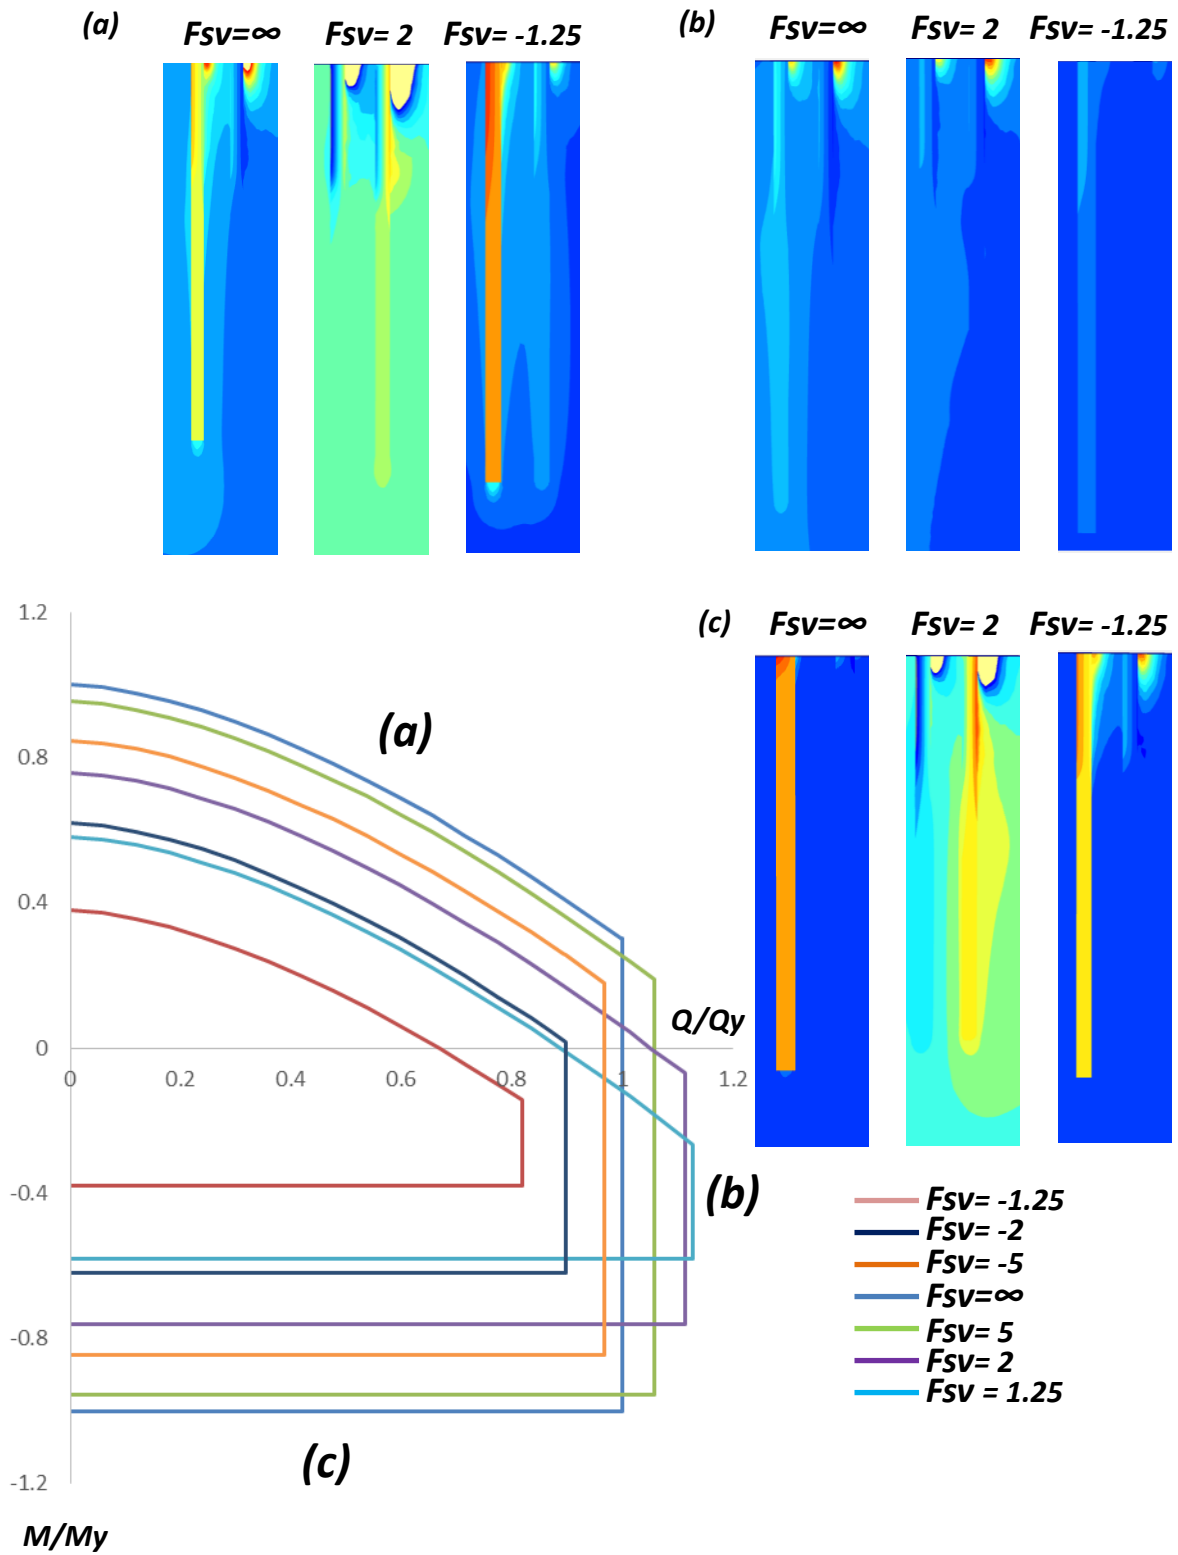 (a) Fsv=∞ Fsv= 2 Fsv= -1.25
(b) Fsv=∞ Fsv= 2 Fsv= -1.25
(c) Fsv=∞ Fsv= 2 Fsv= -1.25
1.2
0.8
0.4
0
-0.4
-0.8
-1.2
0 0.2 0.4 0.6 0.8 1 1.2
Q/Qy
M/My
(a)
(b)
(c)
Fsv= -1.25
Fsv= -2
Fsv= -5
Fsv=∞
Fsv= 5
Fsv= 2
Fsv = 1.25